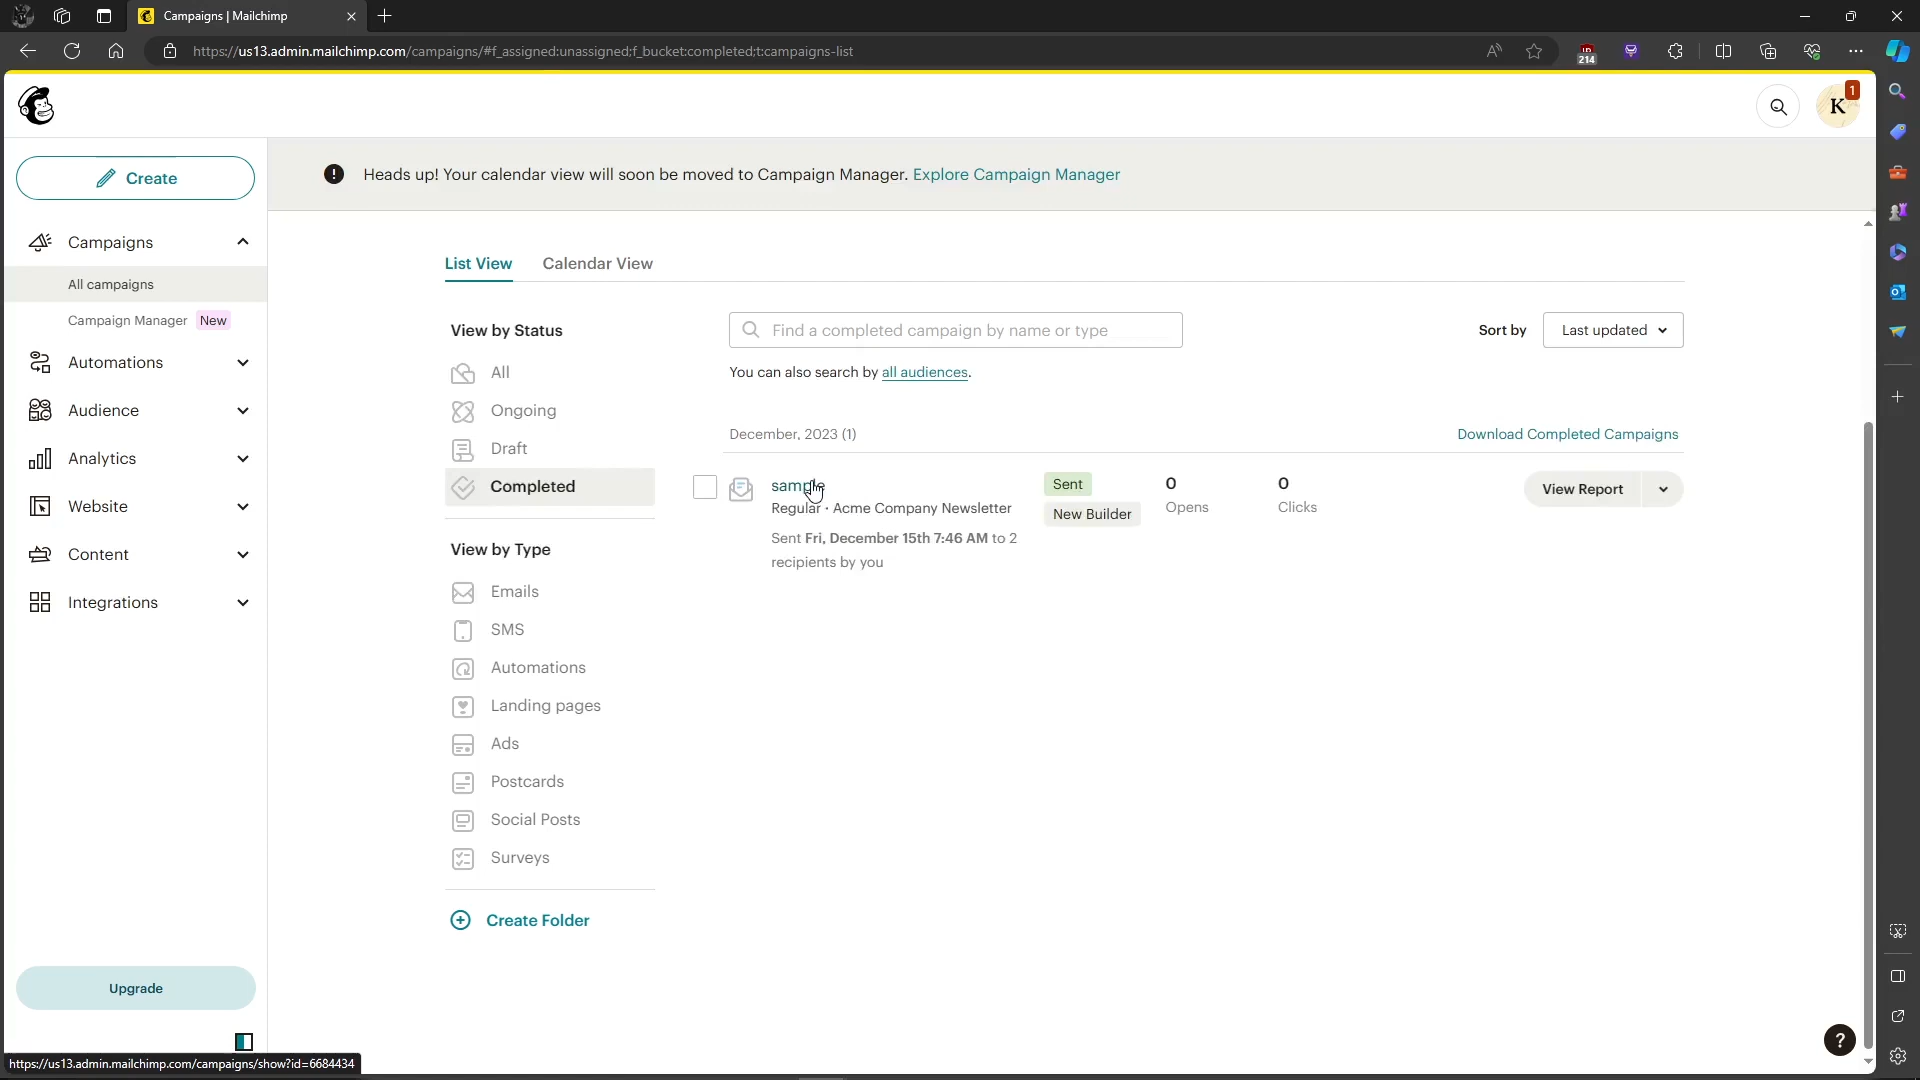 Campaigns | Mailchimp
https://us13.admin.mailchimp.com/campaigns/#f_assigned:unassigned;f_bucket:completed;t:campaigns-list
214
K
1
Create
Heads up! Your calendar view will soon be moved to Campaign Manager. Explore Campaign Manager
Campaigns
All campaigns
Campaign Manager New
Automations
Audience
Analytics
Website
Content
Integrations
Upgrade
List View Calendar View
View by Status
All
Ongoing
Draft
Completed
View by Type
Emails
SMS
Automations
Landing pages
Ads
Postcards
Social Posts
Surveys
Create Folder
Find a completed campaign by name or type
Sort by Last updated
You can also search by all audiences.
December, 2023 (1) Download Completed Campaigns
sample
Regular · Acme Company Newsletter
Sent Fri, December 15th 7:46 AM to 2
recipients by you
Sent
New Builder
0
Opens
0
Clicks
View Report
?
https://us13.admin.mailchimp.com/campaigns/show?id=6684434